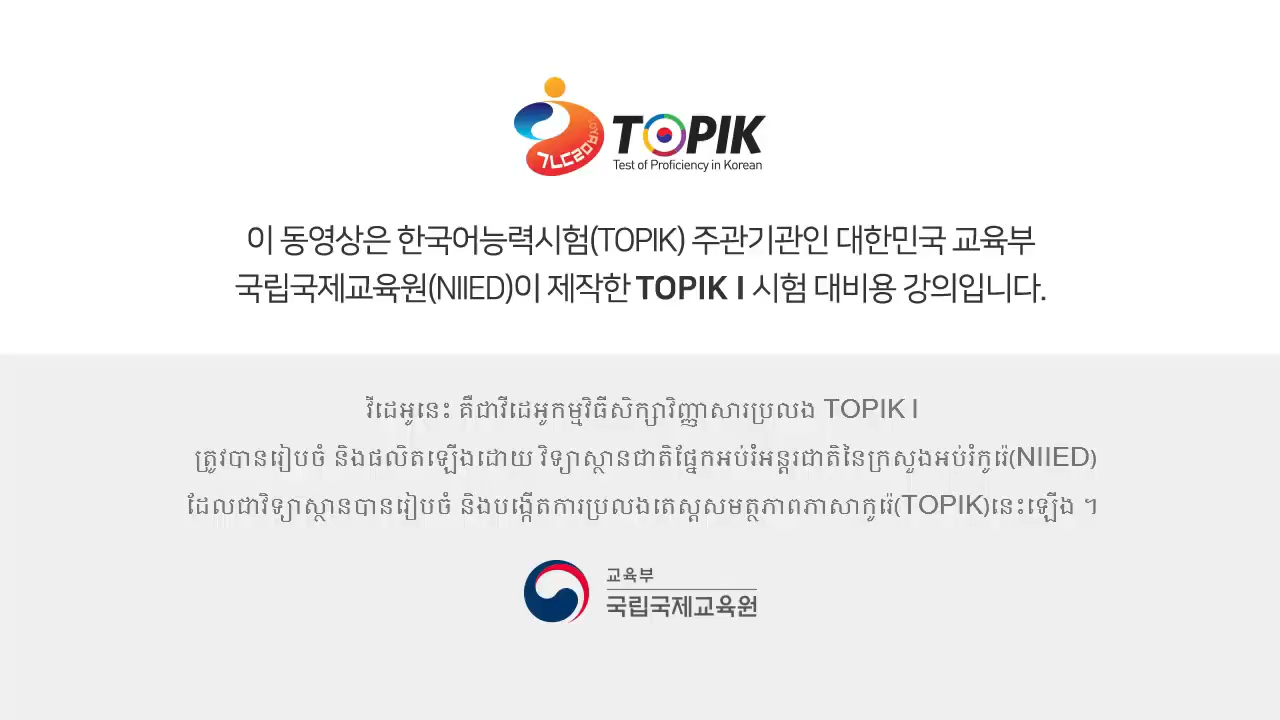 TOPIK
Test of Proficiency in Korean
이 동영상은 한국어능력시험(TOPIK) 주관기관인 대한민국 교육부
국립국제교육원(NIIED)이 제작한 TOPIK I 시험 대비용 강의입니다.
វីដេអូនេះ គឺជាវីដេអូកម្មវិធីសិក្សាវិញ្ញាសារប្រលង TOPIK I
ត្រូវបានរៀបចំ និងផលិតឡើងដោយ វិទ្យាស្ថានជាតិផ្នែកអប់រំអន្តរជាតិនៃក្រសួងអប់រំកូរ៉េ(NIIED)
ដែលជាវិទ្យាស្ថានបានរៀបចំ និងបង្កើតការប្រលងតេស្តសមត្ថភាពភាសាកូរ៉េ(TOPIK)នេះឡើង ។
교육부
국립국제교육원